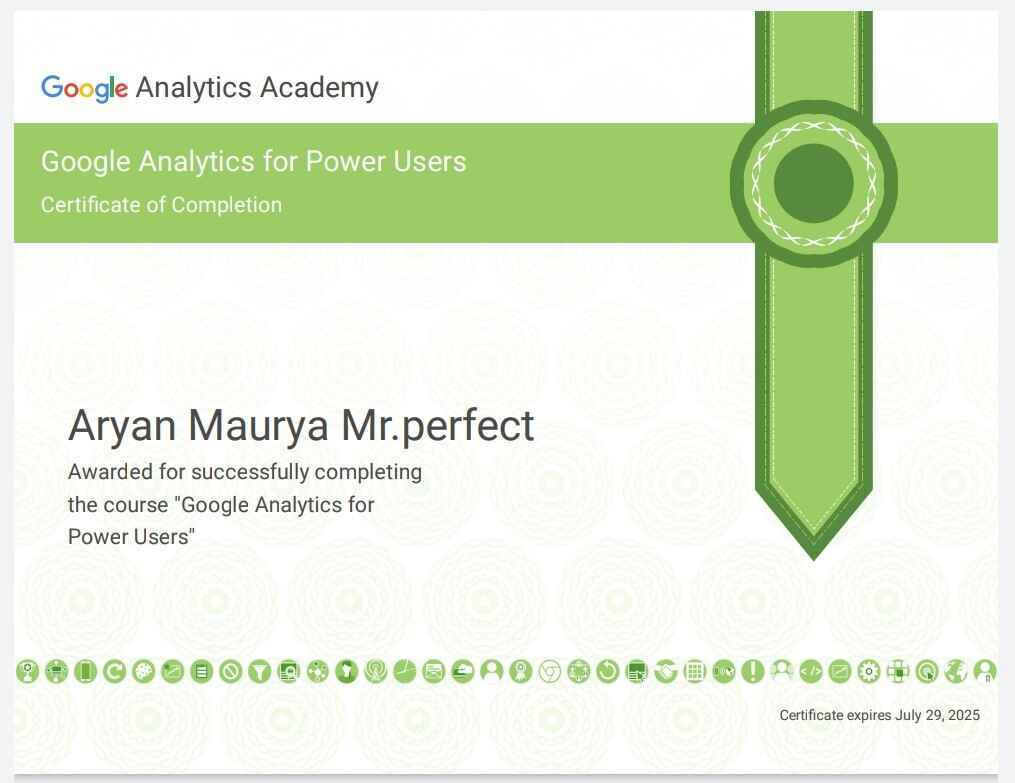 Google Analytics Academy
Google Analytics for Power Users
Certificate of Completion
Aryan Maurya Mr.perfect
Awarded for successfully completing
the course "Google Analytics for
Power Users"
Certificate expires July 29, 2025